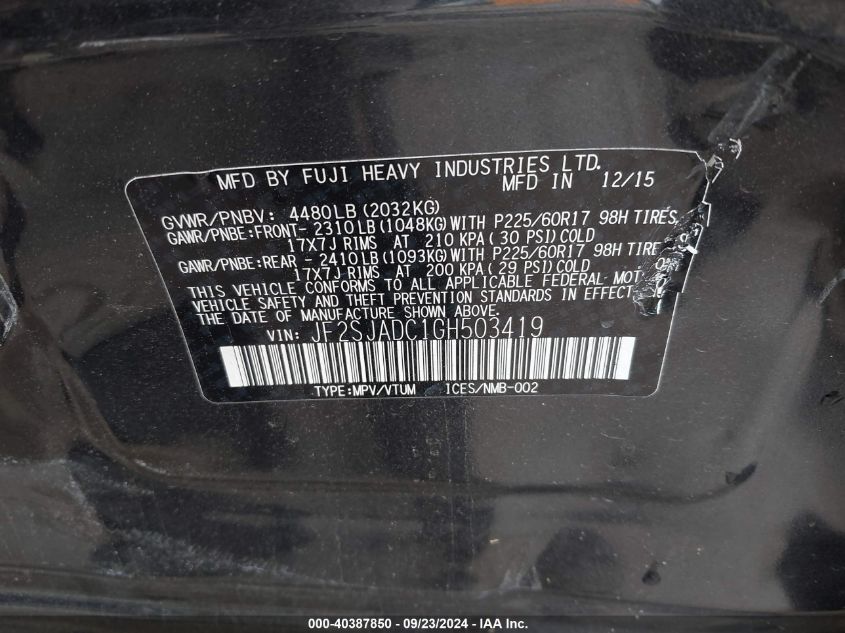 MFD BY FUJI HEAVY INDUSTRIES LTD.
MFD IN 12/15
GVWR/PNBV: 4480LB (2032KG)
GAWR/PNBE:FRONT- 2310LB (1048KG) WITH P225/60R17 98H TIRES
17X7J RIMS AT 210 KPA ( 30 PSI) COLD
GAWR/PNBE:REAR - 2410LB (1093KG) WITH P225/60R17 98H TIRE
17X7J RIMS AT 200 KPA ( 29 PSI) COLD
THIS VEHICLE CONFORMS TO ALL APPLICABLE FEDERAL MOT
VEHICLE SAFETY AND THEFT PREVENTION STANDARDS IN EFFECT
THE DATE OF MANUFACTURE SHOWN ABOVE.
VIN: JF2SJADC1GH503419
TYPE:MPV/VTUM ICES/NMB-002
000-40387850 - 09/23/2024 - IAA Inc.